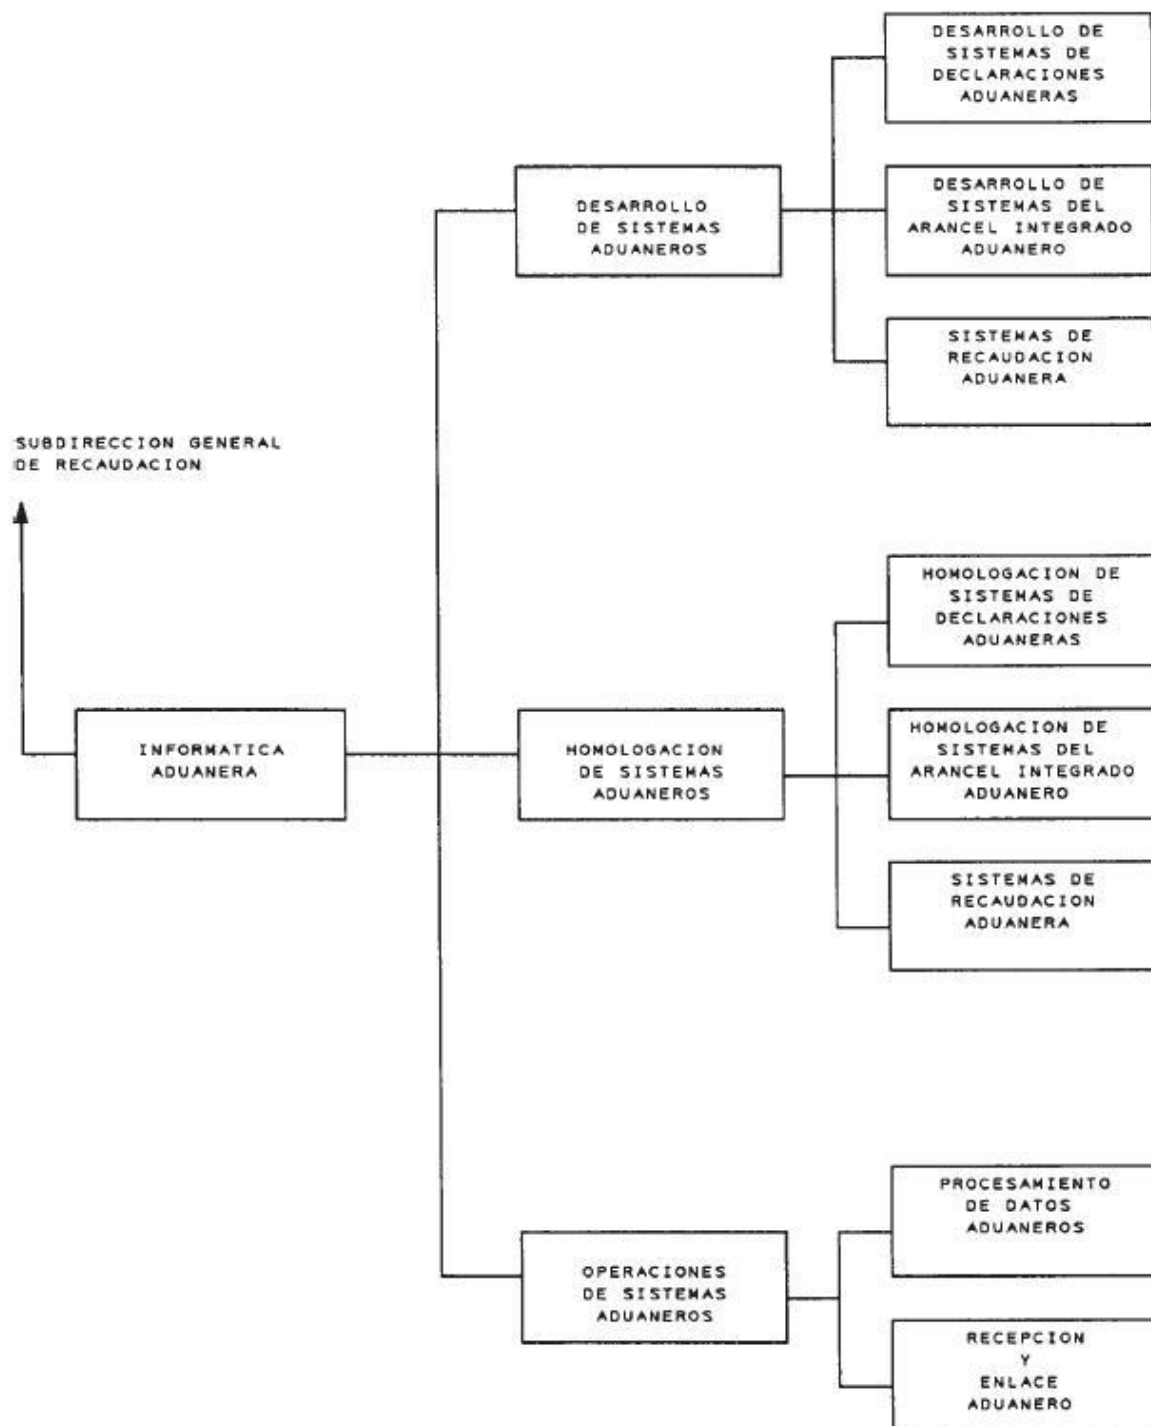 SUBDIRECCION GENERAL
DE RECAUDACION
INFORMATICA
ADUANERA
DESARROLLO
DE SISTEMAS
ADUANEROS
DESARROLLO DE
SISTEMAS DE
DECLARACIONES
ADUANERAS
DESARROLLO DE
SISTEMAS DEL
ARANCEL INTEGRADO
ADUANERO
SISTEMAS DE
RECAUDACION
ADUANERA
HOMOLOGACION
DE SISTEMAS
ADUANEROS
HOMOLOGACION DE
SISTEMAS DE
DECLARACIONES
ADUANERAS
HOMOLOGACION DE
SISTEMAS DEL
ARANCEL INTEGRADO
ADUANERO
SISTEMAS DE
RECAUDACION
ADUANERA
OPERACIONES
DE SISTEMAS
ADUANEROS
PROCESAMIENTO
DE DATOS
ADUANEROS
RECEPCION
Y
ENLACE
ADUANERO